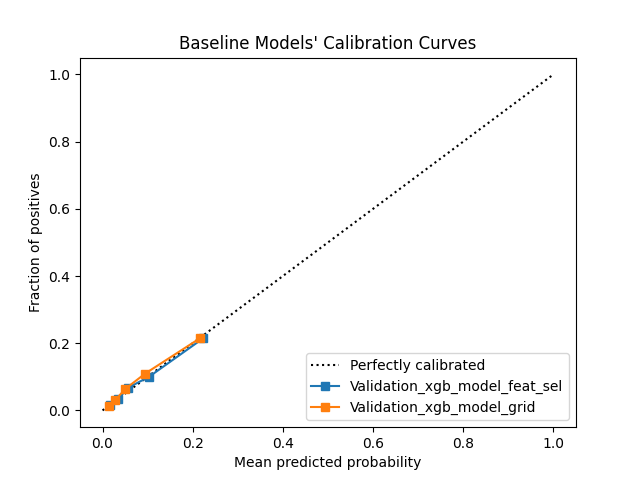 Baseline Models' Calibration Curves
1.0
0.8
0.6
0.4
0.2
0.0
Fraction of positives
Perfectly calibrated
Validation_xgb_model_feat_sel
Validation_xgb_model_grid
0.0 0.2 0.4 0.6 0.8 1.0
Mean predicted probability